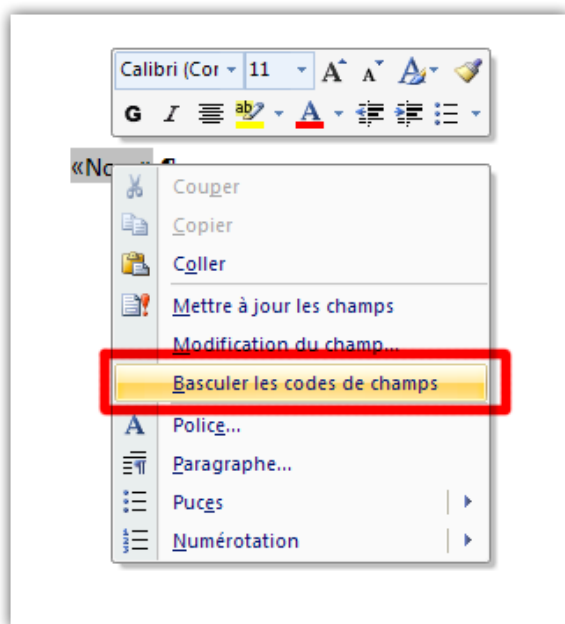 Calibri (Cor 11 A A A
G I ab A
«No
Couper
Copier
Coller
Mettre à jour les champs
Modification du champ...
Basculer les codes de champs
A Police...
Paragraphe...
Puces
Numérotation